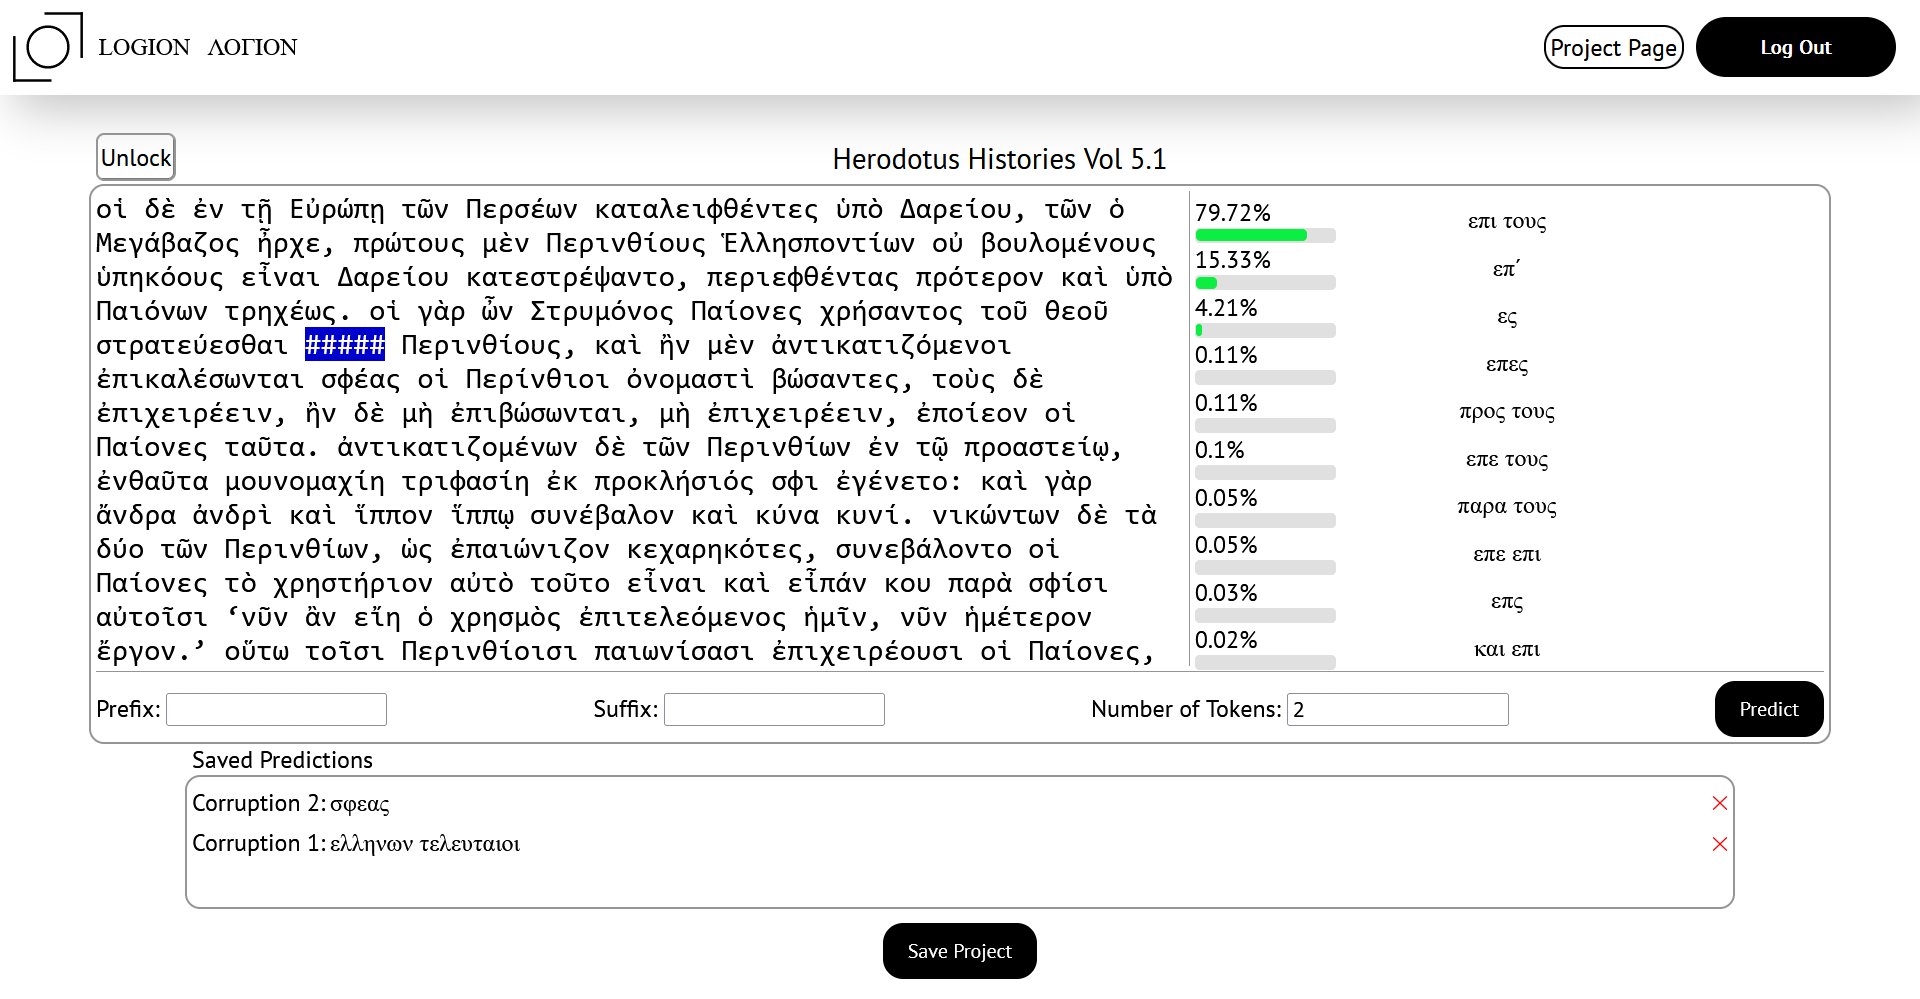 LOGION ΛΟΓΙΟΝ
Project Page
Log Out
Unlock
Herodotus Histories Vol 5.1
οἱ δὲ ἐν τῇ Εὐρώπῃ τῶν Περσέων καταλειφθέντες ὑπὸ Δαρείου, τῶν ὁ
Μεγάβαζος ἦρχε, πρώτους μὲν Περινθίους Ἑλλησποντίων οὐ βουλομένους
ὑπηκόους εἶναι Δαρείου κατεστρέψαντο, περιεφθέντας πρότερον καὶ ὑπὸ
Παιόνων τρηχέως. οἱ γὰρ ὦν Στρυμόνος Παίονες χρήσαντος τοῦ θεοῦ
στρατεύεσθαι ##### Περινθίους, καὶ ἢν μὲν ἀντικατιζόμενοι
ἐπικαλέσωνται σφέας οἱ Περίνθιοι ὀνομαστὶ βώσαντες, τοὺς δὲ
ἐπιχειρέειν, ἢν δὲ μὴ ἐπιβώσωνται, μὴ ἐπιχειρέειν, ἐποίεον οἱ
Παίονες ταῦτα. ἀντικατιζομένων δὲ τῶν Περινθίων ἐν τῷ προαστείῳ,
ἐνθαῦτα μουνομαχίη τριφασίη ἐκ προκλήσιός σφι ἐγένετο: καὶ γὰρ
ἄνδρα ἀνδρὶ καὶ ἵππον ἵππῳ συνέβαλον καὶ κύνα κυνί. νικώντων δὲ τὰ
δύο τῶν Περινθίων, ὡς ἐπαιώνιζον κεχαρηκότες, συνεβάλοντο οἱ
Παίονες τὸ χρηστήριον αὐτὸ τοῦτο εἶναι καὶ εἶπάν κου παρὰ σφίσι
αὐτοῖσι ‘νῦν ἂν εἴη ὁ χρησμὸς ἐπιτελεόμενος ἡμῖν, νῦν ἡμέτερον
ἔργον.’ οὕτω τοῖσι Περινθίοισι παιωνίσασι ἐπιχειρέουσι οἱ Παίονες,
79.72% επι τους
15.33% επ΄
4.21% ες
0.11% επες
0.11% προς τους
0.1% επε τους
0.05% παρα τους
0.05% επε επι
0.03% επς
0.02% και επι
Prefix: Suffix: Number of Tokens: 2 Predict
Saved Predictions
Corruption 2: σφεας
Corruption 1: ελληνων τελευταιοι
Save Project